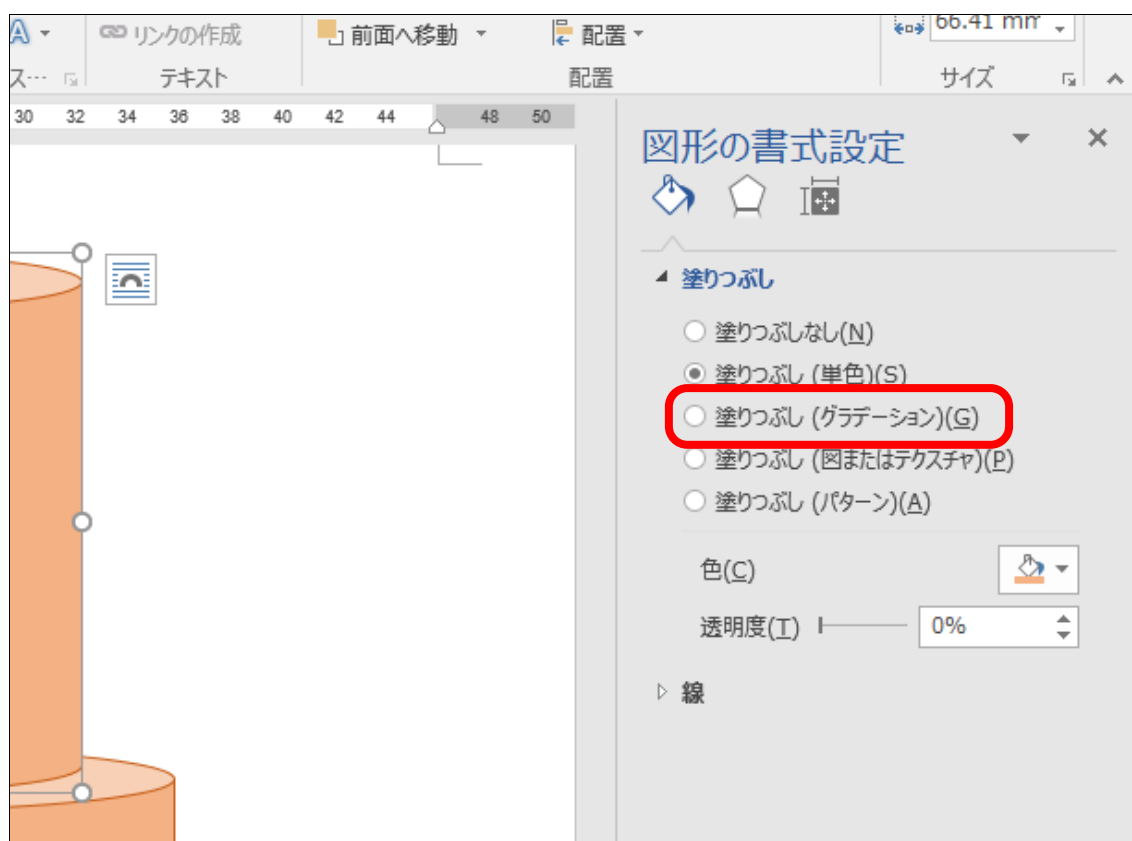 A リンクの作成 前面へ移動 配置 66.41 mm
ス… テキスト 配置 サイズ
30 32 34 36 38 40 42 44 48 50
図形の書式設定
塗りつぶし
塗りつぶしなし(N)
塗りつぶし (単色)(S)
塗りつぶし (グラデーション)(G)
塗りつぶし (図またはテクスチャ)(P)
塗りつぶし (パターン)(A)
色(C)
透明度(T) 0%
線